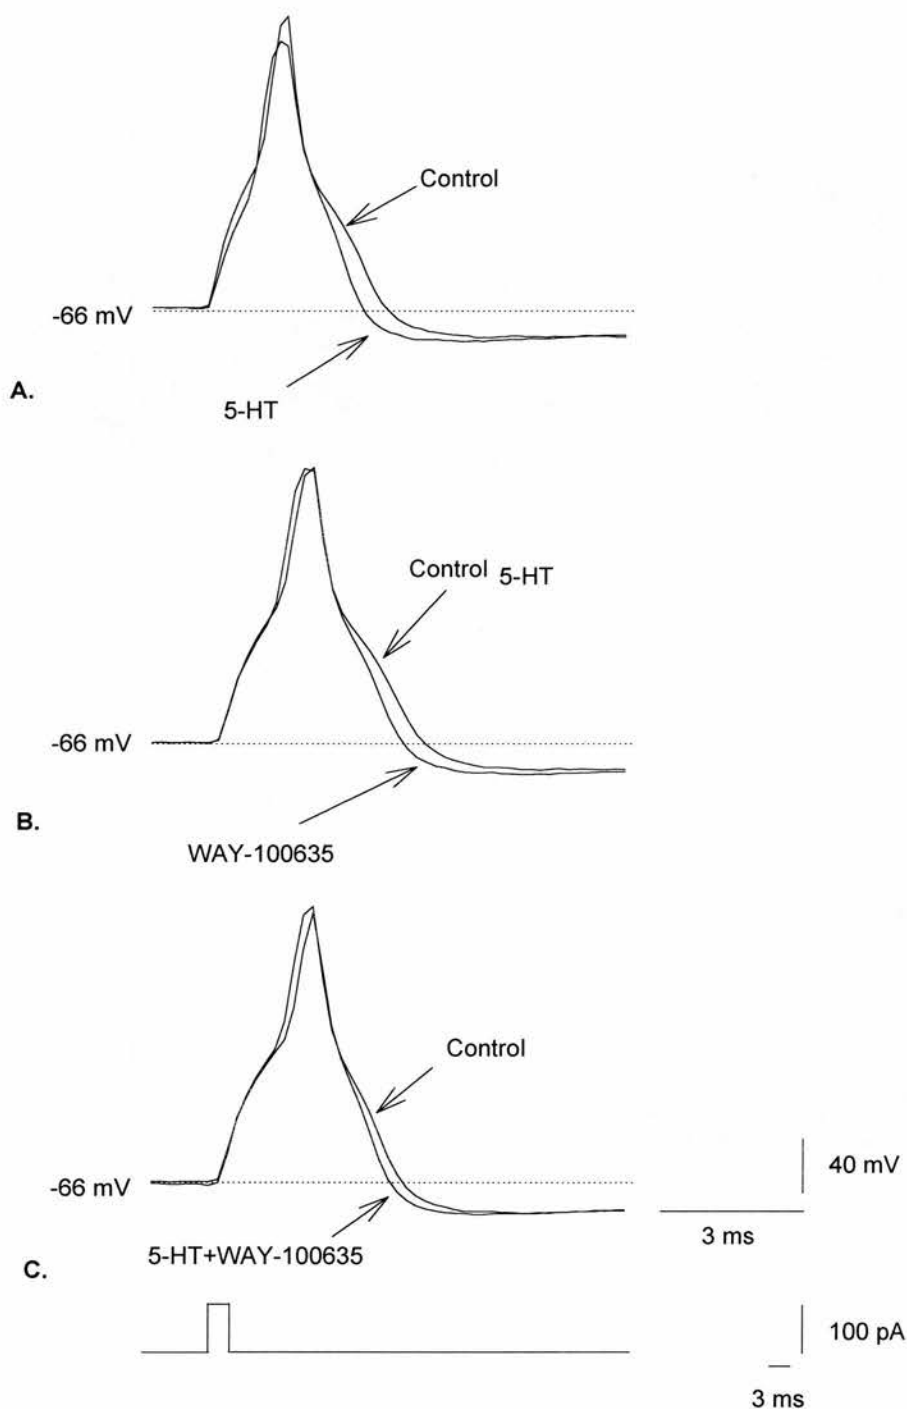 Control
-66 mV
A.
5-HT
Control 5-HT
-66 mV
B.
WAY-100635
Control
-66 mV
40 mV
3 ms
5-HT+WAY-100635
C.
100 pA
3 ms